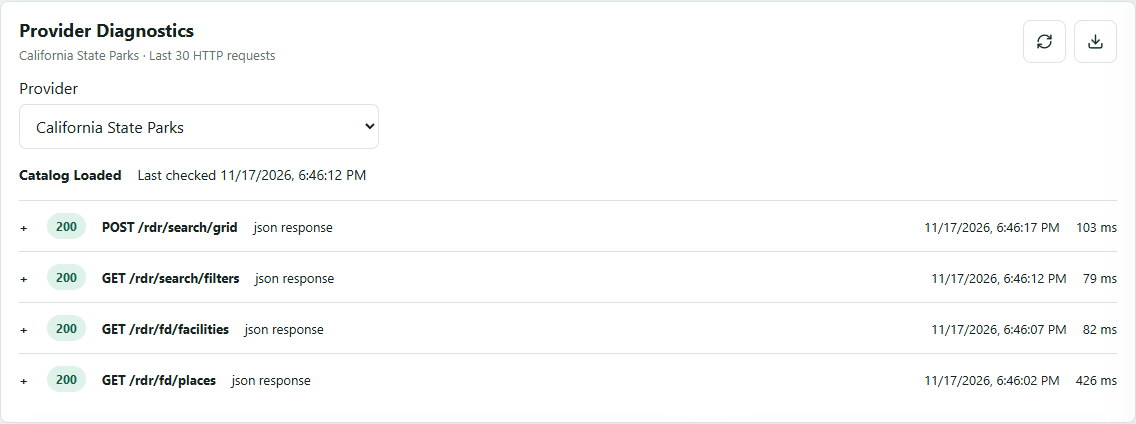 Provider Diagnostics
California State Parks · Last 30 HTTP requests
Provider
California State Parks
Catalog Loaded Last checked 11/17/2026, 6:46:12 PM
+ 200 POST /rdr/search/grid json response 11/17/2026, 6:46:17 PM 103 ms
+ 200 GET /rdr/search/filters json response 11/17/2026, 6:46:12 PM 79 ms
+ 200 GET /rdr/fd/facilities json response 11/17/2026, 6:46:07 PM 82 ms
+ 200 GET /rdr/fd/places json response 11/17/2026, 6:46:02 PM 426 ms